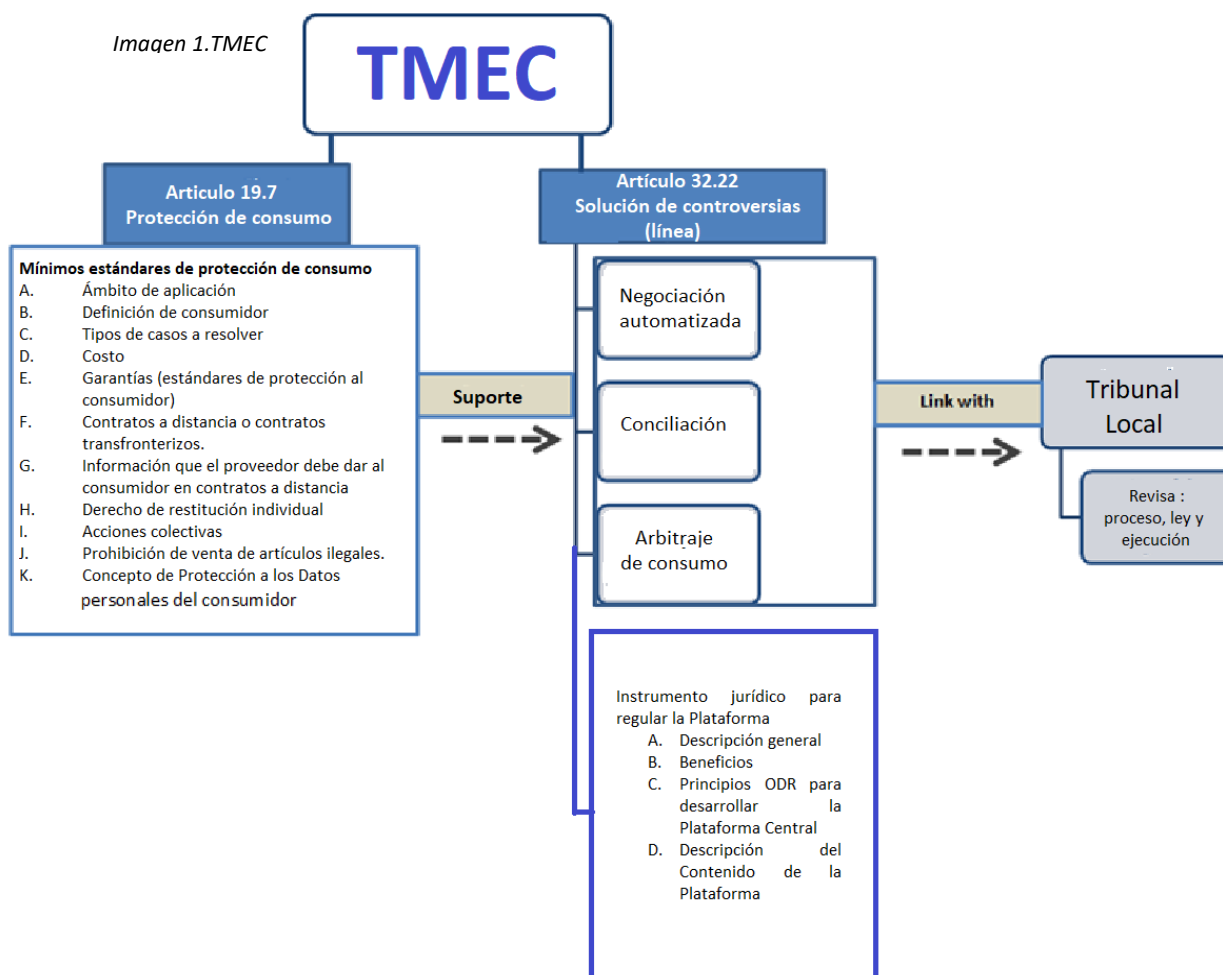 Imagen 1.TMEC
TMEC
Articulo 19.7
Protección de consumo
Artículo 32.22
Solución de controversias
(línea)
Mínimos estándares de protección de consumo
A. Ámbito de aplicación
B. Definición de consumidor
C. Tipos de casos a resolver
D. Costo
E. Garantías (estándares de protección al
consumidor)
F. Contratos a distancia o contratos
transfronterizos.
G. Información que el proveedor debe dar al
consumidor en contratos a distancia
H. Derecho de restitución individual
I. Acciones colectivas
J. Prohibición de venta de artículos ilegales.
K. Concepto de Protección a los Datos
personales del consumidor
Suporte
Negociación
automatizada
Conciliación
Arbitraje
de consumo
Link with
Tribunal
Local
Revisa :
proceso, ley y
ejecución
Instrumento jurídico para
regular la Plataforma
A. Descripción general
B. Beneficios
C. Principios ODR para
desarrollar la
Plataforma Central
D. Descripción del
Contenido de la
Plataforma